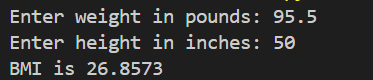 Enter weight in pounds: 95.5
Enter height in inches: 50
BMI is 26.8573